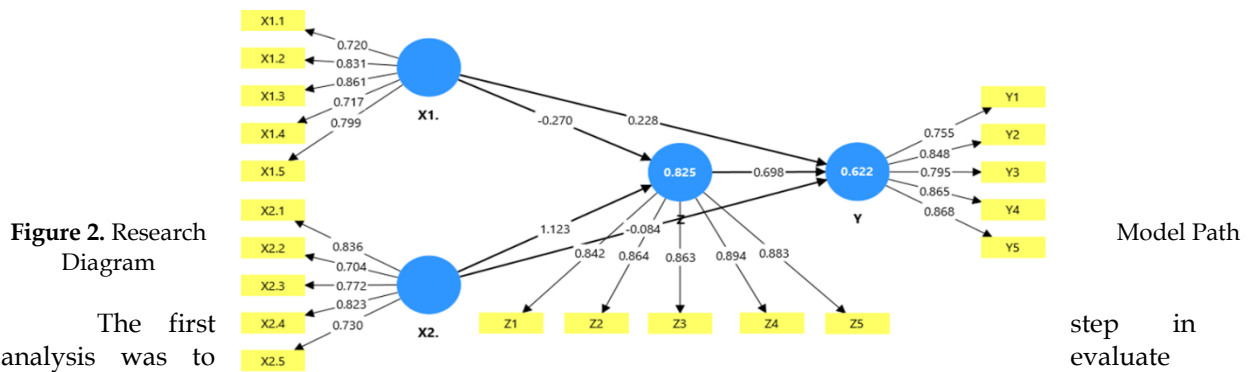 X1.1
X1.2
X1.3
X1.4
X1.5
0.720
0.831
0.861
0.717
0.799
X1.
-0.270
0.228
X2.1
X2.2
X2.3
X2.4
X2.5
0.836
0.704
0.772
0.823
0.730
X2.
1.123
-0.084
0.825
Z
0.698
0.622
Y
0.842
0.864
0.863
0.894
0.883
Z1
Z2
Z3
Z4
Z5
0.755
0.848
0.795
0.865
0.868
Y1
Y2
Y3
Y4
Y5
Figure 2. Research Model Path
Diagram
The first step in
analysis was to evaluate